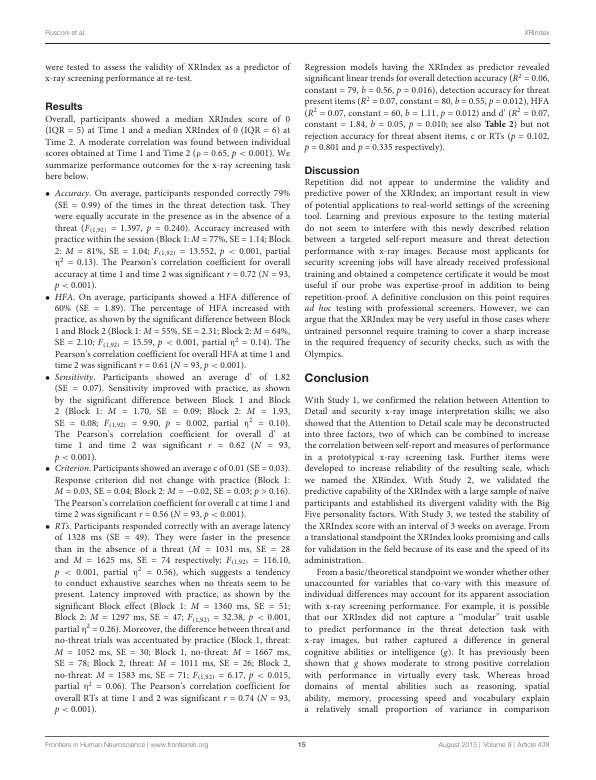 Rusconi et al.
XRIndex
were tested to assess the validity of XRIndex as a predictor of
x-ray screening performance at re-test.
Results
Overall, participants showed a median XRIndex score of 0
(IQR = 5) at Time 1 and a median XRIndex of 0 (IQR = 6) at
Time 2. A moderate correlation was found between individual
scores obtained at Time 1 and Time 2 (ρ = 0.65, p < 0.001). We
summarize performance outcomes for the x-ray screening task
here below.
• Accuracy. On average, participants responded correctly 79%
(SE = 0.99) of the times in the threat detection task. They
were equally accurate in the presence as in the absence of a
threat (F(1,92) = 1.397, p = 0.240). Accuracy increased with
practice within the session (Block 1: M = 77%, SE = 1.14; Block
2: M = 81%, SE = 1.04; F(1,92) = 13.552, p < 0.001, partial
η² = 0.13). The Pearson's correlation coefficient for overall
accuracy at time 1 and time 2 was significant r = 0.72 (N = 93,
p < 0.001).
• HFA. On average, participants showed a HFA difference of
60% (SE = 1.89). The percentage of HFA increased with
practice, as shown by the significant difference between Block
1 and Block 2 (Block 1: M = 55%, SE = 2.31; Block 2: M = 64%,
SE = 2.10; F(1,92) = 15.59, p < 0.001, partial η² = 0.14). The
Pearson's correlation coefficient for overall HFA at time 1 and
time 2 was significant r = 0.61 (N = 93, p < 0.001).
• Sensitivity. Participants showed an average d' of 1.82
(SE = 0.07). Sensitivity improved with practice, as shown
by the significant difference between Block 1 and Block
2 (Block 1: M = 1.70, SE = 0.09; Block 2: M = 1.93,
SE = 0.08; F(1,92) = 9.90, p = 0.002, partial η² = 0.10).
The Pearson's correlation coefficient for overall d' at
time 1 and time 2 was significant r = 0.62 (N = 93,
p < 0.001).
• Criterion. Participants showed an average c of 0.01 (SE = 0.03).
Response criterion did not change with practice (Block 1:
M = 0.03, SE = 0.04; Block 2: M = −0.02, SE = 0.03; p > 0.16).
The Pearson's correlation coefficient for overall c at time 1 and
time 2 was significant r = 0.56 (N = 93, p < 0.001).
• RTs. Participants responded correctly with an average latency
of 1328 ms (SE = 49). They were faster in the presence
than in the absence of a threat (M = 1031 ms, SE = 28
and M = 1625 ms, SE = 74 respectively; F(1,92) = 116.10,
p < 0.001, partial η² = 0.56), which suggests a tendency
to conduct exhaustive searches when no threats seem to be
present. Latency improved with practice, as shown by the
significant Block effect (Block 1: M = 1360 ms, SE = 51;
Block 2: M = 1297 ms, SE = 47; F(1,92) = 32.38, p < 0.001,
partial η² = 0.26). Moreover, the difference between threat and
no-threat trials was accentuated by practice (Block 1, threat:
M = 1052 ms, SE = 30; Block 1, no-threat: M = 1667 ms,
SE = 78; Block 2, threat: M = 1011 ms, SE = 26; Block 2,
no-threat: M = 1583 ms, SE = 71; F(1,92) = 6.17, p < 0.015,
partial η² = 0.06). The Pearson's correlation coefficient for
overall RTs at time 1 and time 2 was significant r = 0.74 (N = 93,
p < 0.001).
Regression models having the XRIndex as predictor revealed
significant linear trends for overall detection accuracy (R² = 0.06,
constant = 79, b = 0.56, p = 0.016), detection accuracy for threat
present items (R² = 0.07, constant = 80, b = 0.55, p = 0.012), HFA
(R² = 0.07, constant = 60, b = 1.11, p = 0.012) and d' (R² = 0.07,
constant = 1.84, b = 0.05, p = 0.010; see also Table 2) but not
rejection accuracy for threat absent items, c or RTs (p = 0.102,
p = 0.801 and p = 0.335 respectively).
Discussion
Repetition did not appear to undermine the validity and
predictive power of the XRIndex; an important result in view
of potential applications to real-world settings of the screening
tool. Learning and previous exposure to the testing material
do not seem to interfere with this newly described relation
between a targeted self-report measure and threat detection
performance with x-ray images. Because most applicants for
security screening jobs will have already received professional
training and obtained a competence certificate it would be most
useful if our probe was expertise-proof in addition to being
repetition-proof. A definitive conclusion on this point requires
ad hoc testing with professional screeners. However, we can
argue that the XRIndex may be very useful in those cases where
untrained personnel require training to cover a sharp increase
in the required frequency of security checks, such as with the
Olympics.
Conclusion
With Study 1, we confirmed the relation between Attention to
Detail and security x-ray image interpretation skills; we also
showed that the Attention to Detail scale may be deconstructed
into three factors, two of which can be combined to increase
the correlation between self-report and measures of performance
in a prototypical x-ray screening task. Further items were
developed to increase reliability of the resulting scale, which
we named the XRindex. With Study 2, we validated the
predictive capability of the XRIndex with a large sample of naïve
participants and established its divergent validity with the Big
Five personality factors. With Study 3, we tested the stability of
the XRIndex score with an interval of 3 weeks on average. From
a translational standpoint the XRIndex looks promising and calls
for validation in the field because of its ease and the speed of its
administration.
From a basic/theoretical standpoint we wonder whether other
unaccounted for variables that co-vary with this measure of
individual differences may account for its apparent association
with x-ray screening performance. For example, it is possible
that our XRIndex did not capture a "modular" trait usable
to predict performance in the threat detection task with
x-ray images, but rather captured a difference in general
cognitive abilities or intelligence (g). It has previously been
shown that g shows moderate to strong positive correlation
with performance in virtually every task. Whereas broad
domains of mental abilities such as reasoning, spatial
ability, memory, processing speed and vocabulary explain
a relatively small proportion of variance in comparison
Frontiers in Human Neuroscience | www.frontiersin.org
15
August 2015 | Volume 9 | Article 439